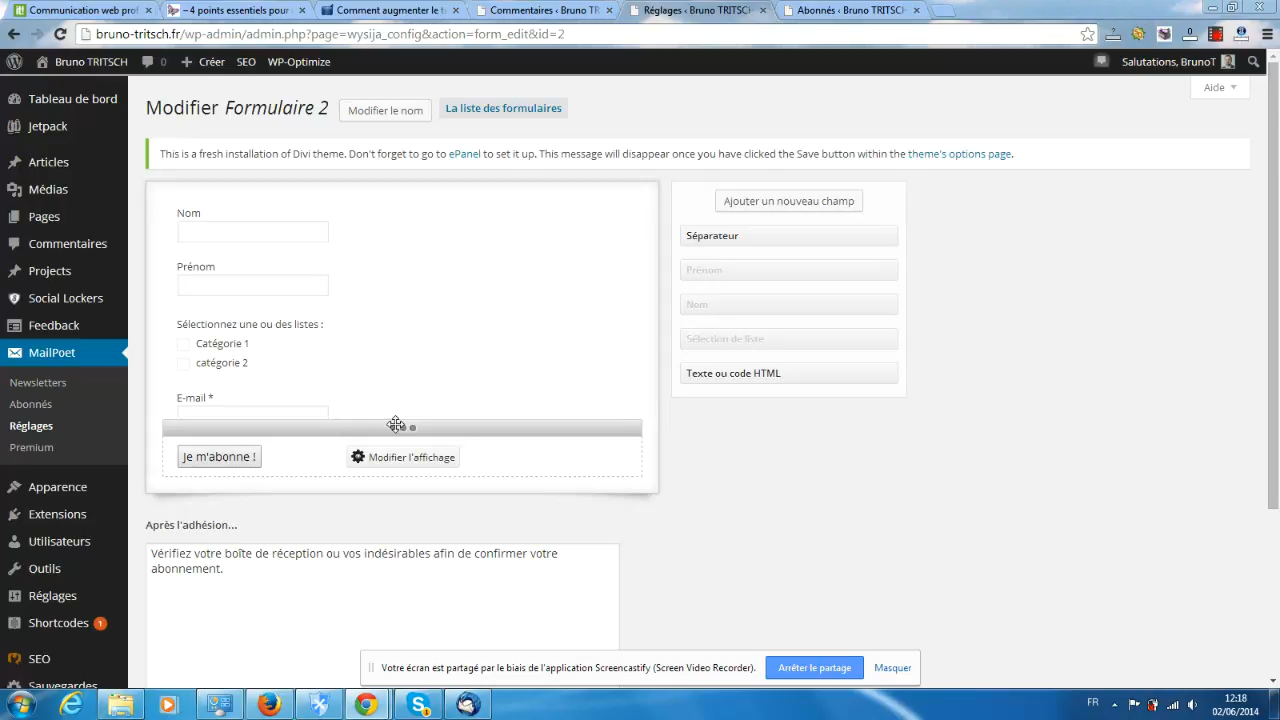 Communication web prof
– 4 points essentiels pour
Comment augmenter le t
Commentaires ‹ Bruno TR
Réglages ‹ Bruno TRITSCH
Abonnés ‹ Bruno TRITSCH
bruno-tritsch.fr/wp-admin/admin.php?page=wysija_config&action=form_edit&id=2
Bruno TRITSCH
0
Créer
SEO
WP-Optimize
Salutations, BrunoT
Tableau de bord
Jetpack
Articles
Médias
Pages
Commentaires
Projects
Social Lockers
Feedback
MailPoet
Newsletters
Abonnés
Réglages
Premium
Apparence
Extensions
Utilisateurs
Outils
Réglages
Shortcodes 1
SEO
Sauvegardes
Aide
Modifier Formulaire 2
Modifier le nom
La liste des formulaires
This is a fresh installation of Divi theme. Don't forget to go to ePanel to set it up. This message will disappear once you have clicked the Save button within the theme's options page.
Nom
Prénom
Sélectionnez une ou des listes :
Catégorie 1
catégorie 2
E-mail *
Je m'abonne !
Modifier l'affichage
Ajouter un nouveau champ
Séparateur
Prénom
Nom
Sélection de liste
Texte ou code HTML
Après l'adhésion...
Vérifiez votre boîte de réception ou vos indésirables afin de confirmer votre
abonnement.
Votre écran est partagé par le biais de l'application Screencastify (Screen Video Recorder).
Arrêter le partage
Masquer
FR
12:18
02/06/2014